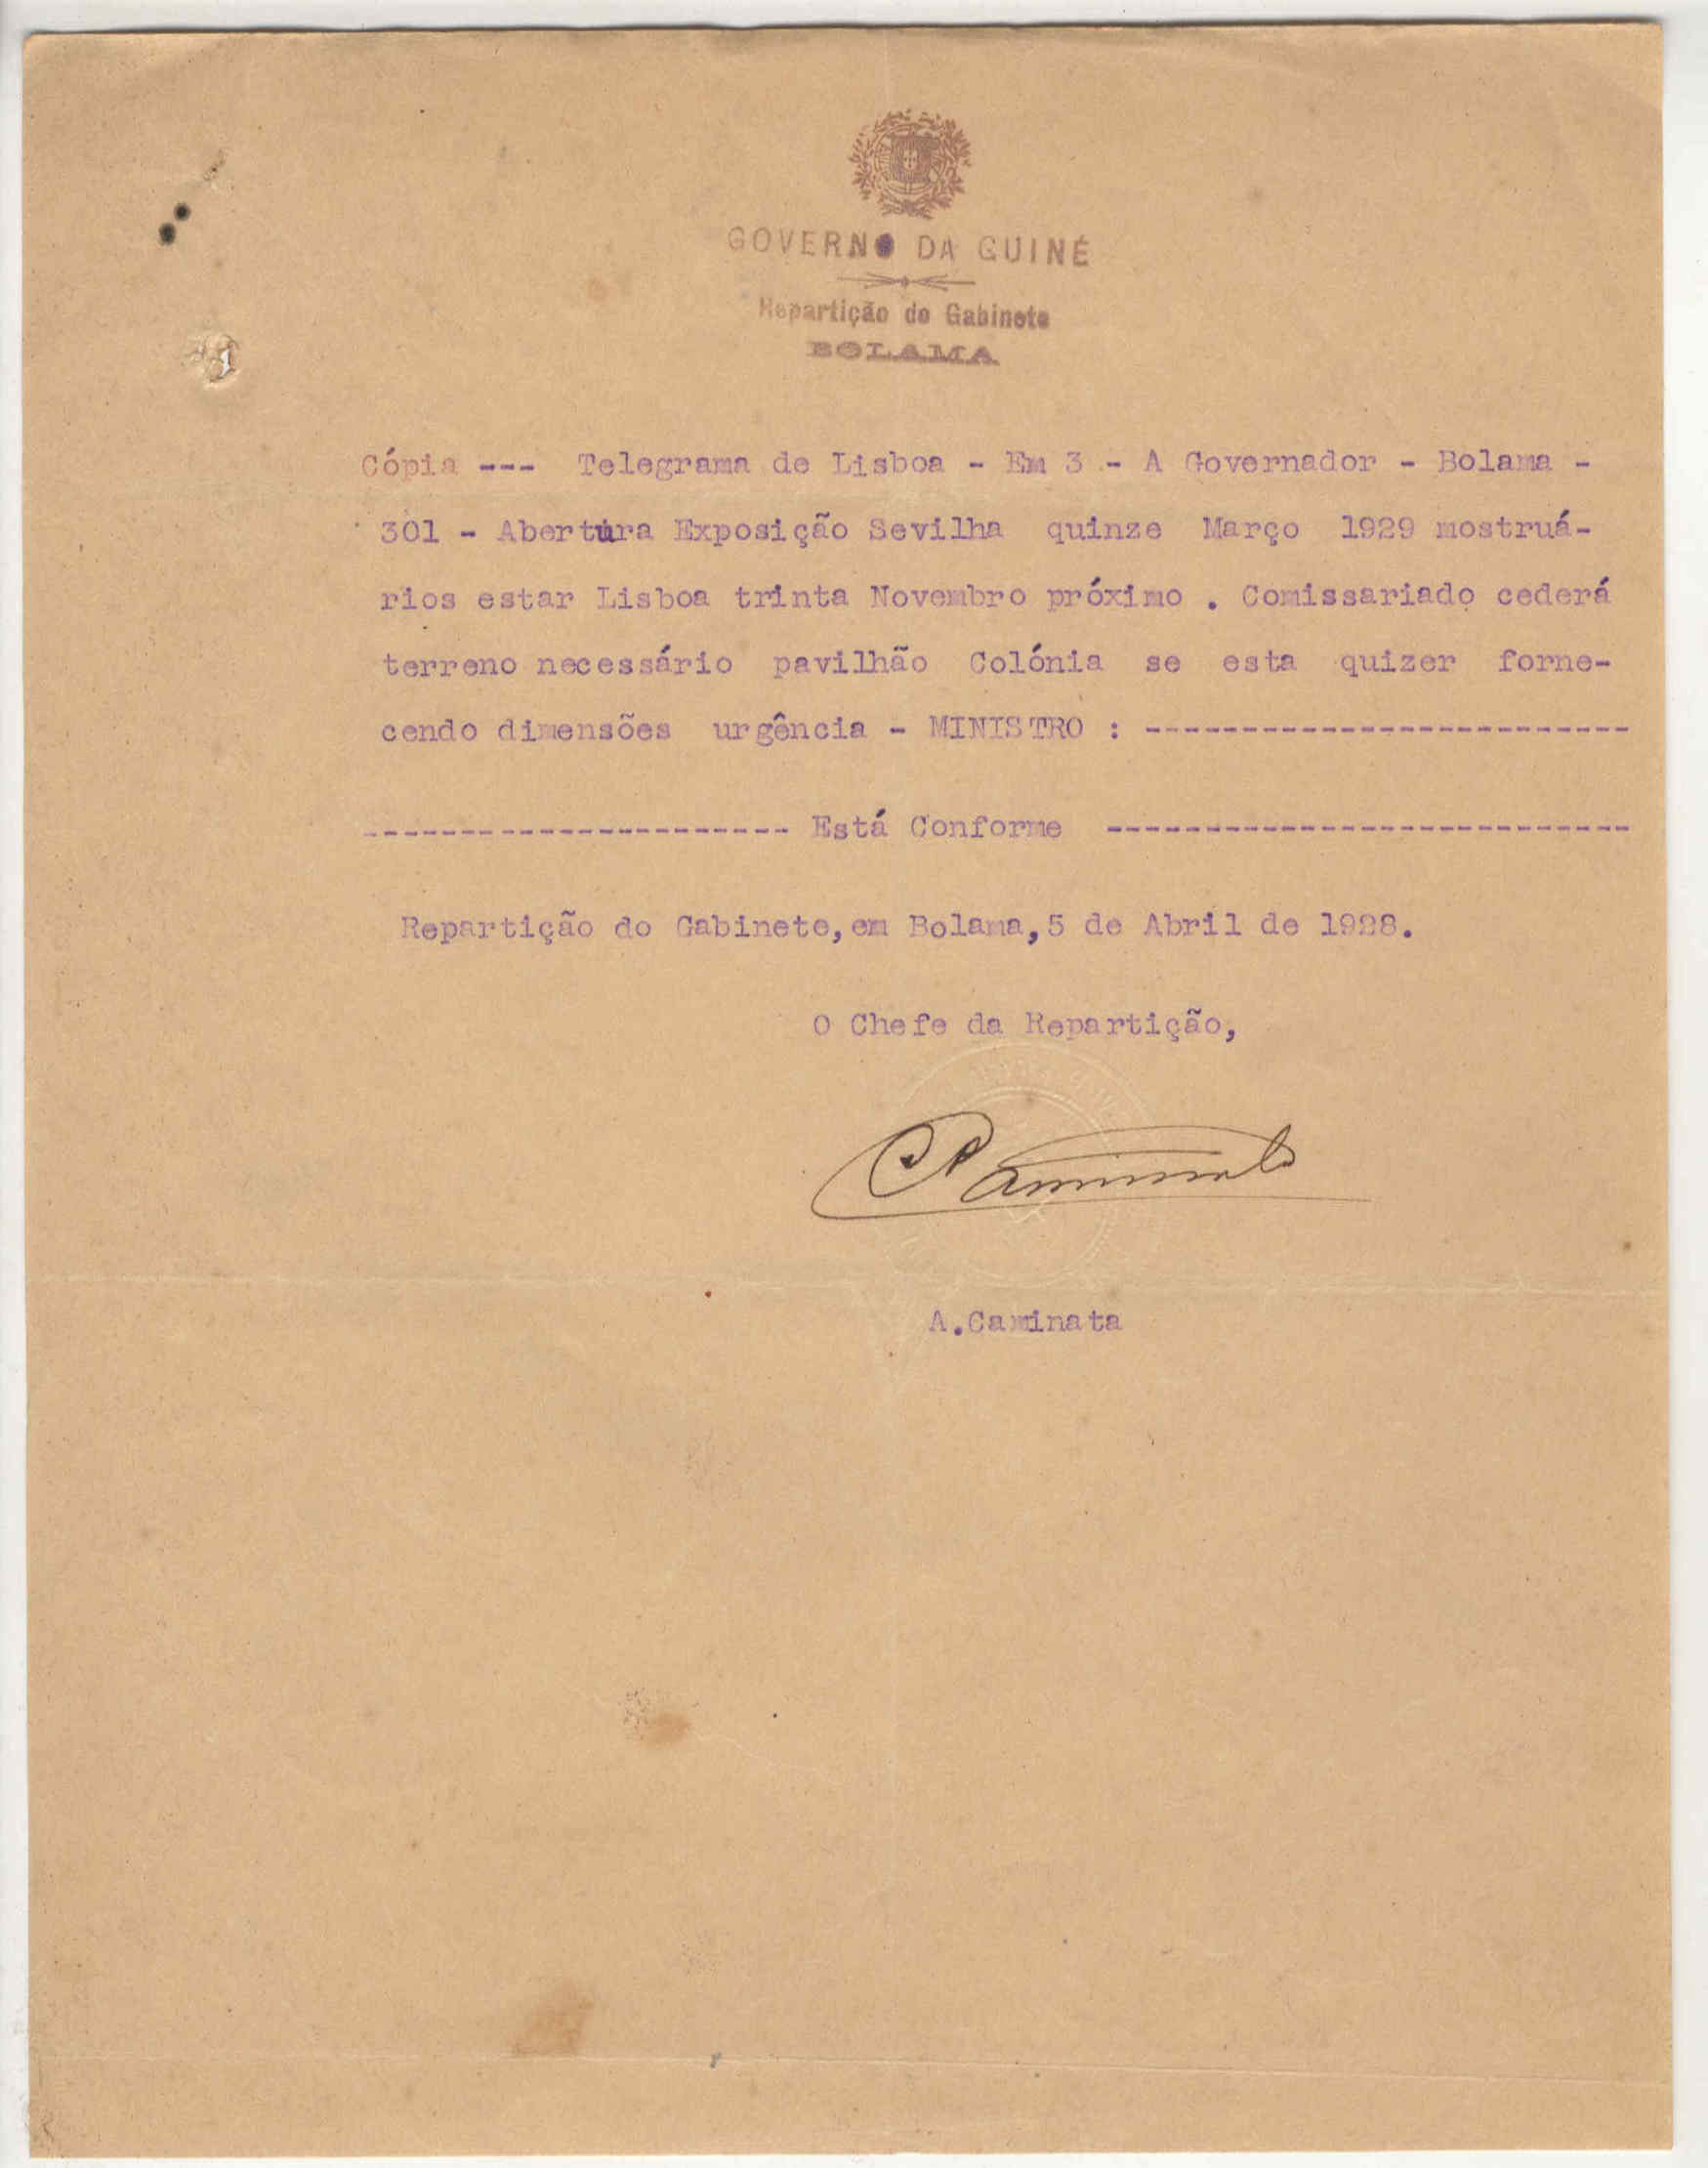 GOVERNO DA GUINÉ
Repartição do Gabinete
BOLAMA
Cópia --- Telegrama de Lisboa - Em 3 - A Governador - Bolama -
301 - Abertura Exposição Sevilha quinze Março 1929 mostruá-
rios estar Lisboa trinta Novembro próximo . Comissariado cederá
terreno necessário pavilhão Colónia se esta quizer forne-
cendo dimensões urgência - MINISTRO : -------------------------
---------------------- Está Conforme ---------------------------
Repartição do Gabinete, em Bolama, 5 de Abril de 1928.
O Chefe da Repartição,
A.Caminata